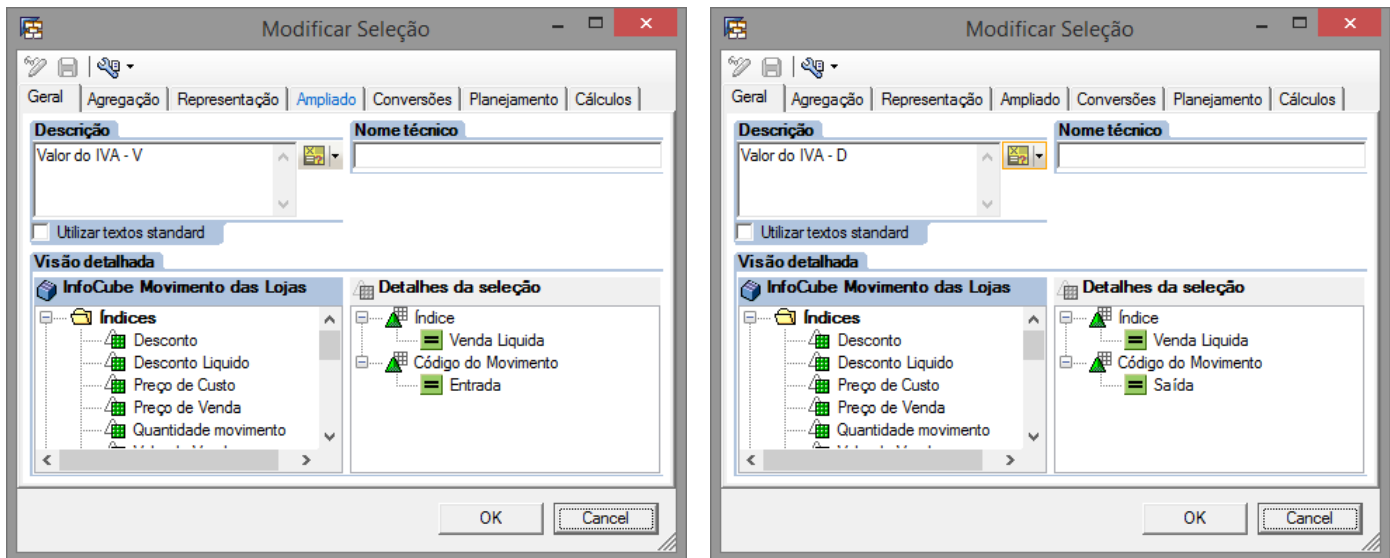 Modificar Seleção
Geral Agregação Representação Ampliado Conversões Planejamento Cálculos
Descrição Nome técnico
Valor do IVA - V
Utilizar textos standard
Visão detalhada
InfoCube Movimento das Lojas Detalhes da seleção
Índices Índice
Desconto Venda Liquida
Desconto Liquido Código do Movimento
Preço de Custo Entrada
Preço de Venda
Quantidade movimento
OK Cancel
Modificar Seleção
Geral Agregação Representação Ampliado Conversões Planejamento Cálculos
Descrição Nome técnico
Valor do IVA - D
Utilizar textos standard
Visão detalhada
InfoCube Movimento das Lojas Detalhes da seleção
Índices Índice
Desconto Venda Liquida
Desconto Liquido Código do Movimento
Preço de Custo Saída
Preço de Venda
Quantidade movimento
OK Cancel